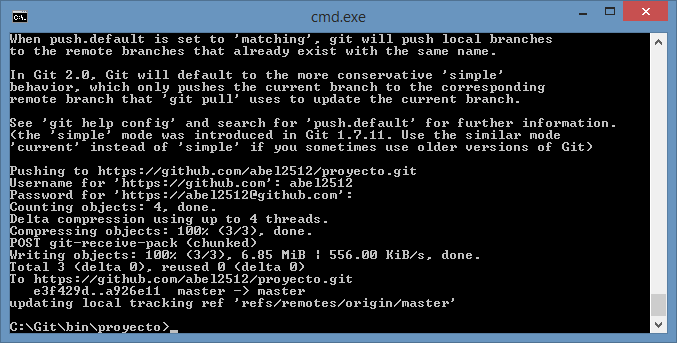 cmd.exe
When push.default is set to 'matching', git will push local branches
to the remote branches that already exist with the same name.
In Git 2.0, Git will default to the more conservative 'simple'
behavior, which only pushes the current branch to the corresponding
remote branch that 'git pull' uses to update the current branch.
See 'git help config' and search for 'push.default' for further information.
(the 'simple' mode was introduced in Git 1.7.11. Use the similar mode
'current' instead of 'simple' if you sometimes use older versions of Git)
Pushing to https://github.com/abel2512/proyecto.git
Username for 'https://github.com': abel2512
Password for 'https://abel2512@github.com':
Counting objects: 4, done.
Delta compression using up to 4 threads.
Compressing objects: 100% (3/3), done.
POST git-receive-pack (chunked)
Writing objects: 100% (3/3), 6.85 MiB | 556.00 KiB/s, done.
Total 3 (delta 0), reused 0 (delta 0)
To https://github.com/abel2512/proyecto.git
e3f429d..a926e11  master -> master
updating local tracking ref 'refs/remotes/origin/master'
C:\Git\bin\proyecto>_